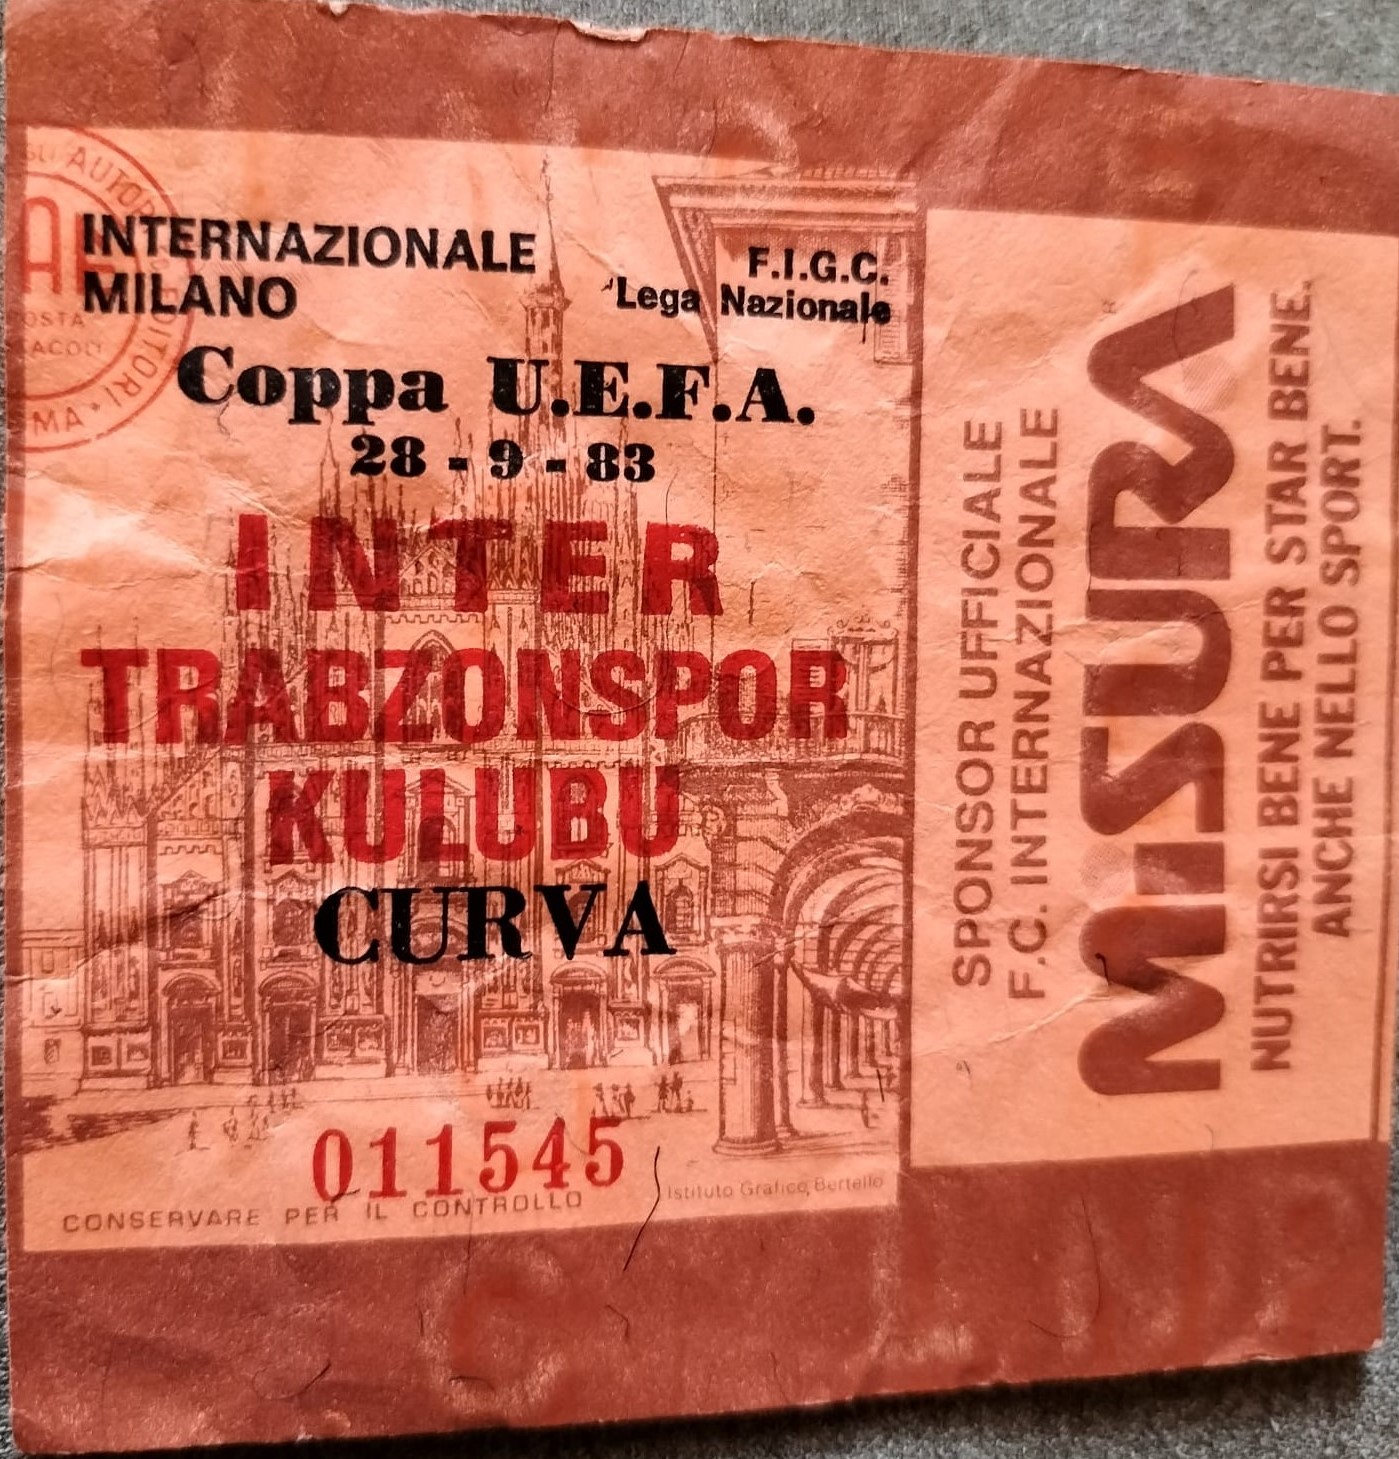 INTERNAZIONALE
MILANO
F.I.G.C.
Lega Nazionale
Coppa U.E.F.A.
28 - 9 - 83
INTER
TRABZONSPOR
KULUBU
CURVA
011545
CONSERVARE PER IL CONTROLLO
Istituto Grafico Bertello
SPONSOR UFFICIALE
F.C. INTERNAZIONALE
MISURA
NUTRIRSI BENE PER STAR BENE.
ANCHE NELLO SPORT.